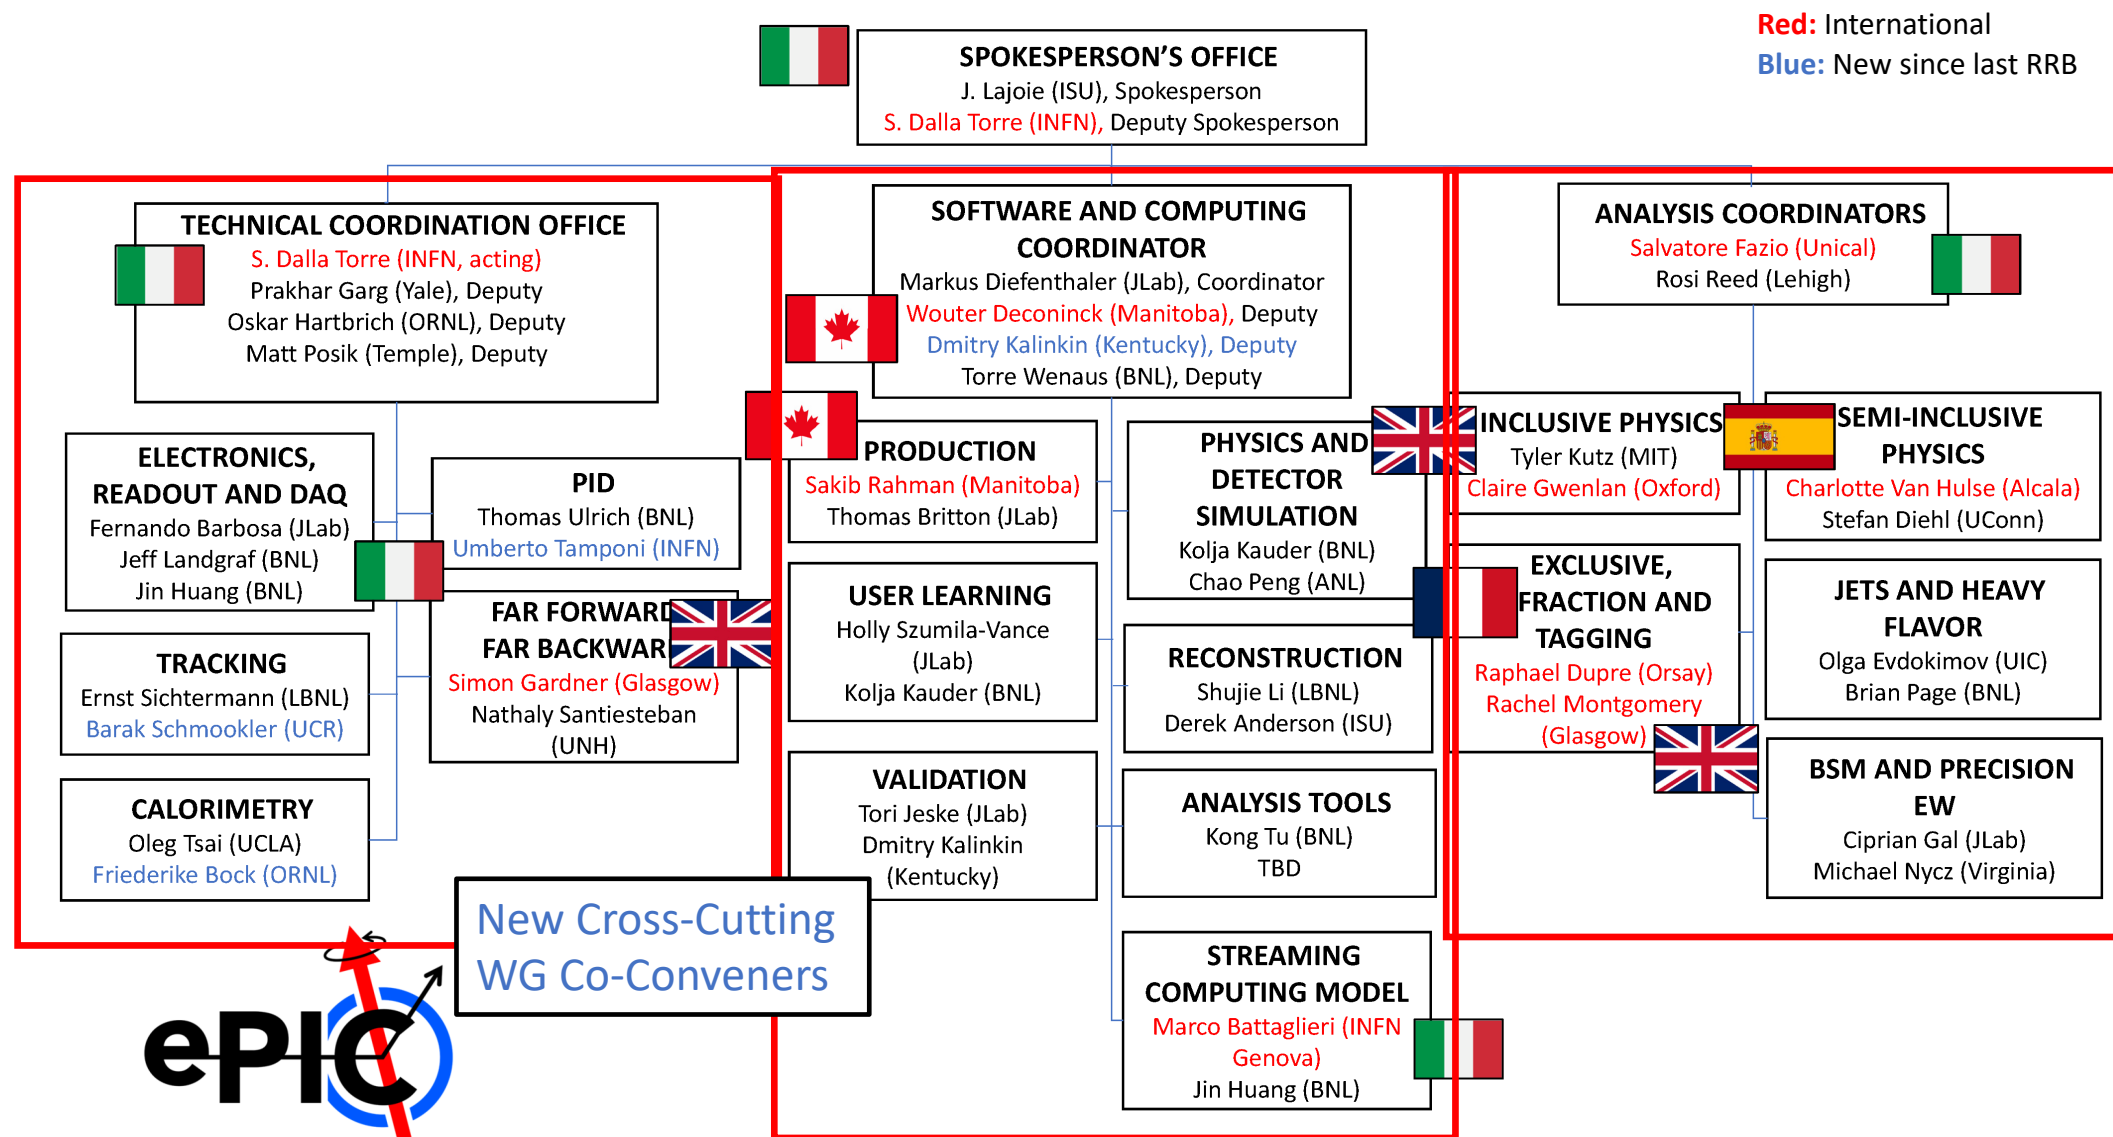 Red: International
Blue: New since last RRB
SPOKESPERSON'S OFFICE
J. Lajoie (ISU), Spokesperson
S. Dalla Torre (INFN), Deputy Spokesperson
TECHNICAL COORDINATION OFFICE
S. Dalla Torre (INFN, acting)
Prakhar Garg (Yale), Deputy
Oskar Hartbrich (ORNL), Deputy
Matt Posik (Temple), Deputy
ELECTRONICS,
READOUT AND DAQ
Fernando Barbosa (JLab)
Jeff Landgraf (BNL)
Jin Huang (BNL)
PID
Thomas Ulrich (BNL)
Umberto Tamponi (INFN)
TRACKING
Ernst Sichtermann (LBNL)
Barak Schmookler (UCR)
FAR FORWARD
FAR BACKWAR
Simon Gardner (Glasgow)
Nathaly Santiesteban
(UNH)
CALORIMETRY
Oleg Tsai (UCLA)
Friederike Bock (ORNL)
SOFTWARE AND COMPUTING
COORDINATOR
Markus Diefenthaler (JLab), Coordinator
Wouter Deconinck (Manitoba), Deputy
Dmitry Kalinkin (Kentucky), Deputy
Torre Wenaus (BNL), Deputy
PRODUCTION
Sakib Rahman (Manitoba)
Thomas Britton (JLab)
PHYSICS AND
DETECTOR
SIMULATION
Kolja Kauder (BNL)
Chao Peng (ANL)
USER LEARNING
Holly Szumila-Vance
(JLab)
Kolja Kauder (BNL)
RECONSTRUCTION
Shujie Li (LBNL)
Derek Anderson (ISU)
VALIDATION
Tori Jeske (JLab)
Dmitry Kalinkin
(Kentucky)
ANALYSIS TOOLS
Kong Tu (BNL)
TBD
STREAMING
COMPUTING MODEL
Marco Battaglieri (INFN
Genova)
Jin Huang (BNL)
ANALYSIS COORDINATORS
Salvatore Fazio (Unical)
Rosi Reed (Lehigh)
INCLUSIVE PHYSICS
Tyler Kutz (MIT)
Claire Gwenlan (Oxford)
SEMI-INCLUSIVE
PHYSICS
Charlotte Van Hulse (Alcala)
Stefan Diehl (UConn)
EXCLUSIVE,
FRACTION AND
TAGGING
Raphael Dupre (Orsay)
Rachel Montgomery
(Glasgow)
JETS AND HEAVY
FLAVOR
Olga Evdokimov (UIC)
Brian Page (BNL)
BSM AND PRECISION
EW
Ciprian Gal (JLab)
Michael Nycz (Virginia)
New Cross-Cutting
WG Co-Conveners
ePIC